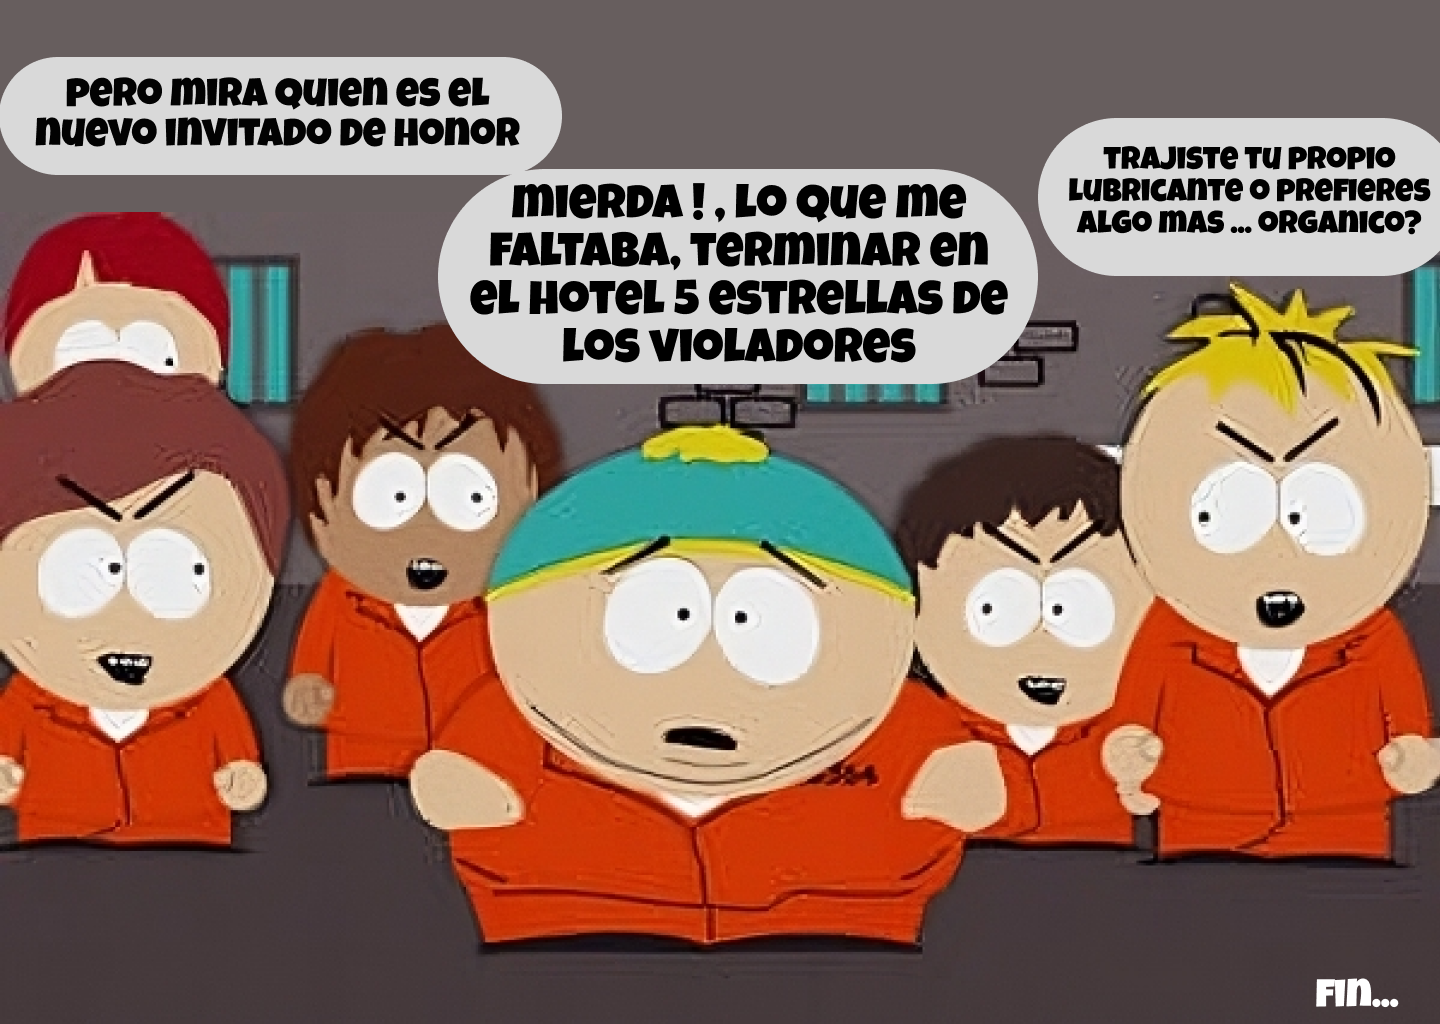 PERO MIRA QUIEN ES EL
NUEVO INVITADO DE HONOR
MIERDA ! , LO QUE ME
FALTABA, TERMINAR EN
EL HOTEL 5 ESTRELLAS DE
LOS VIOLADORES
TRAJISTE TU PROPIO
LUBRICANTE O PREFIERES
ALGO MAS ... ORGANICO?
FIN...